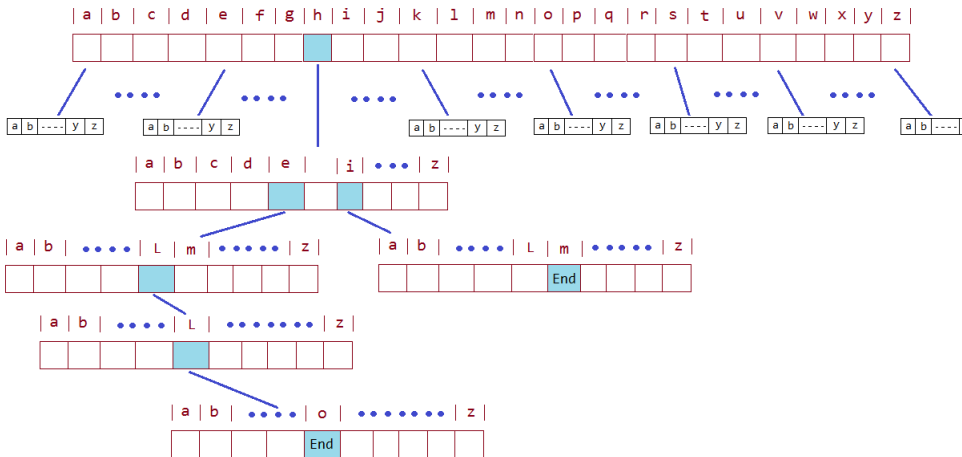 | a | b | c | d | e | f | g | h | i | j | k | l | m | n | o | p | q | r | s | t | u | v | w | x | y | z |
a b ---- y z a b ---- y z a b ---- y z a b ---- y z a b ---- y z a b ---- y z a b ----
| a | b | c | d | e | | i | •••• | z |
| a | b | •••• | L | m | ••••• | z |
| a | b | •••• | L | m | ••••• | z |
End
| a | b | •••• | L | ••••••• | z |
| a | b | •••• | o | ••••••• | z |
End